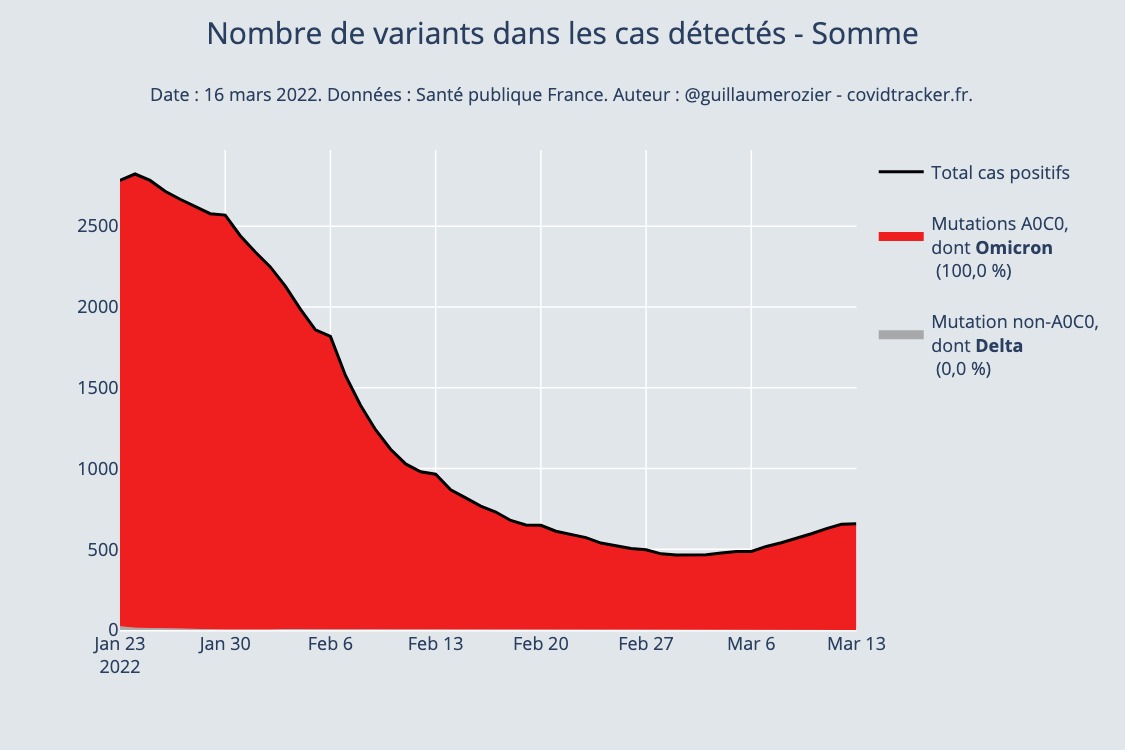 Nombre de variants dans les cas détectés - Somme
Date : 16 mars 2022. Données : Santé publique France. Auteur : @guillaumerozier - covidtracker.fr.
Total cas positifs
Mutations A0C0,
dont Omicron
(100,0 %)
Mutation non-A0C0,
dont Delta
(0,0 %)
2500
2000
1500
1000
500
0
Jan 23 Jan 30 Feb 6 Feb 13 Feb 20 Feb 27 Mar 6 Mar 13
2022